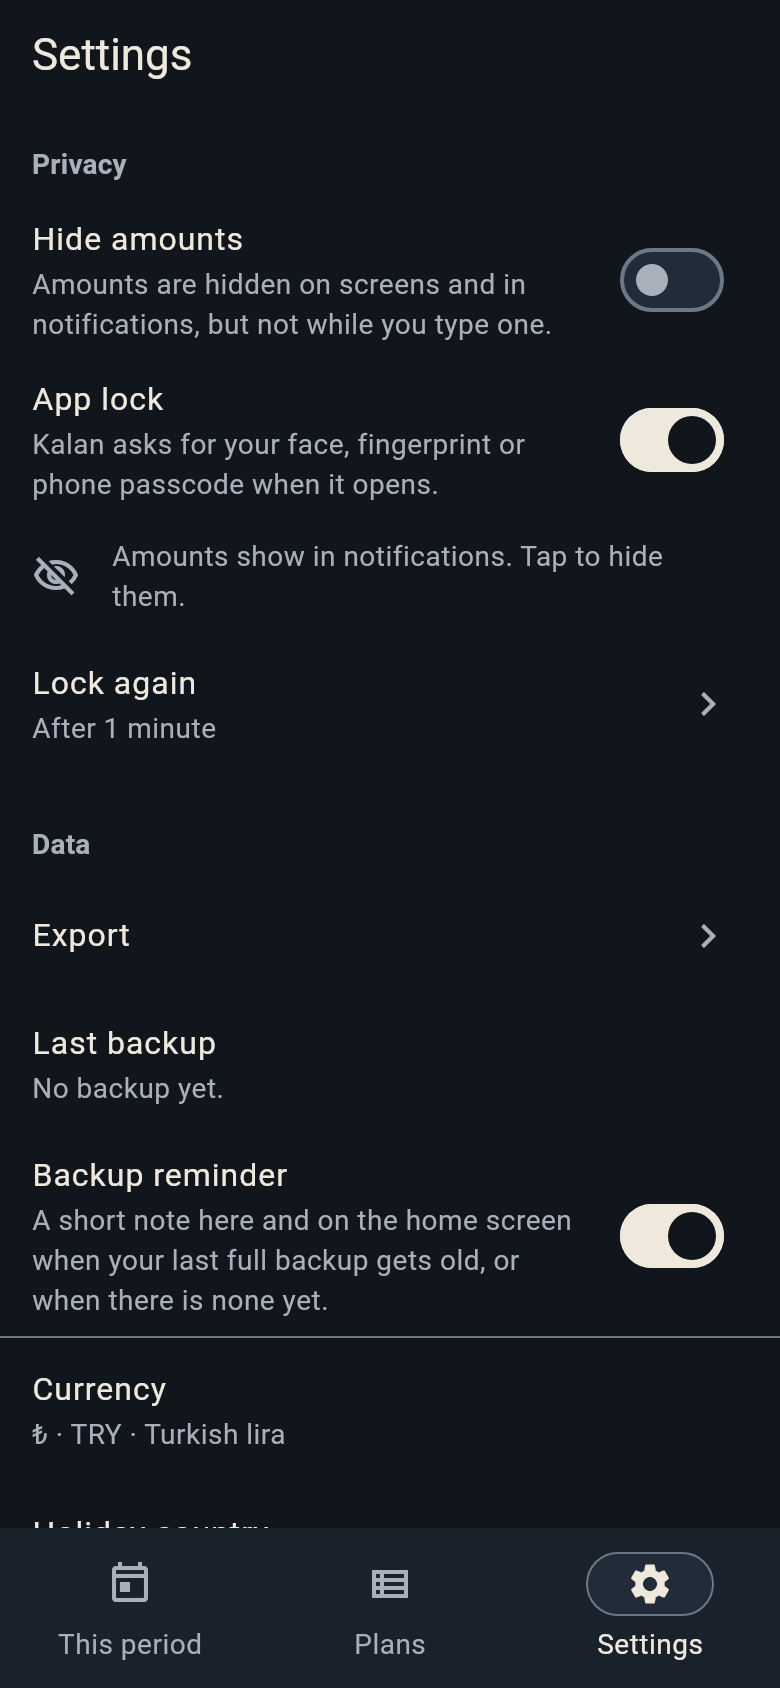 Settings
Privacy
Hide amounts
Amounts are hidden on screens and in
notifications, but not while you type one.
App lock
Kalan asks for your face, fingerprint or
phone passcode when it opens.
Amounts show in notifications. Tap to hide
them.
Lock again
After 1 minute
Data
Export
Last backup
No backup yet.
Backup reminder
A short note here and on the home screen
when your last full backup gets old, or
when there is none yet.
Currency
₺ · TRY · Turkish lira
Holiday country
This period
Plans
Settings